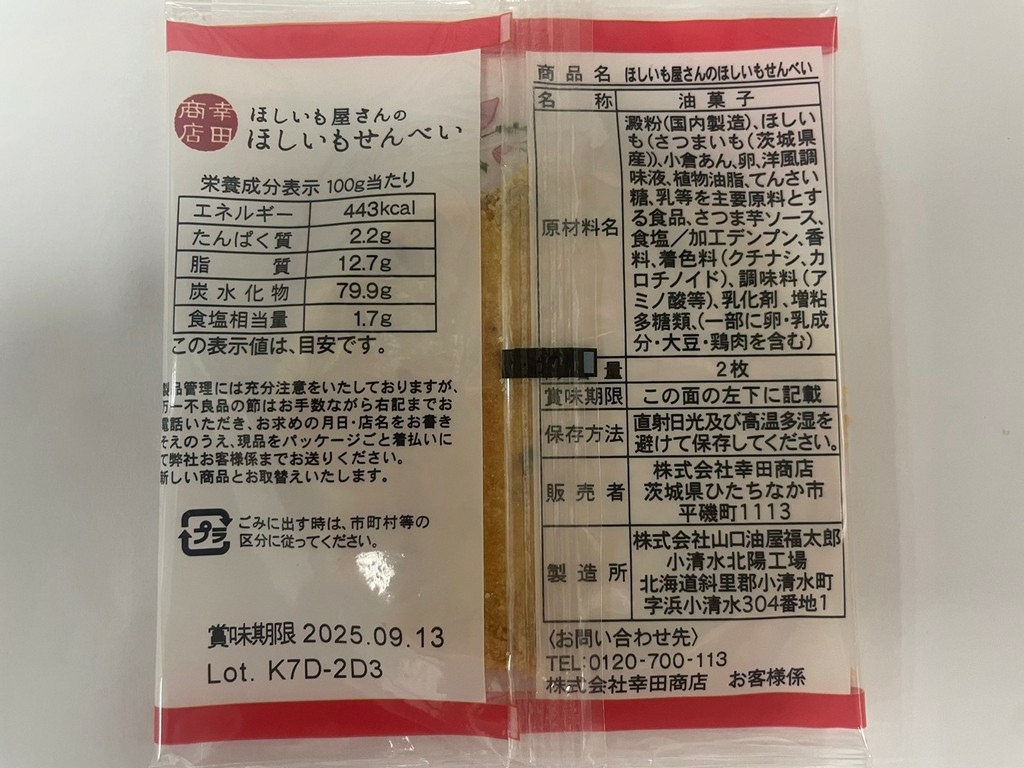 幸田商店
ほしいも屋さんの
ほしいもせんべい
栄養成分表示 100g当たり
エネルギー 443kcal
たんぱく質 2.2g
脂質 12.7g
炭水化物 79.9g
食塩相当量 1.7g
この表示値は、目安です。
製品管理には充分注意をいたしておりますが、
万一不良品の節はお手数ながら右記までお
電話いただき、お求めの月日・店名をお書き
そえのうえ、現品をパッケージごと着払いに
て弊社お客様係までお送りください。
新しい商品とお取替えいたします。
プラ
ごみに出す時は、市町村等の
区分に従ってください。
賞味期限 2025.09.13
Lot. K7D-2D3
商品名 ほしいも屋さんのほしいもせんべい
名称 油菓子
原材料名
澱粉(国内製造)、ほしい
も(さつまいも(茨城県
産))、小倉あん、卵、洋風調
味液、植物油脂、てんさい
糖、乳等を主要原料とす
る食品、さつま芋ソース、
食塩/加工デンプン、香
料、着色料(クチナシ、カ
ロチノイド)、調味料(ア
ミノ酸等)、乳化剤、増粘
多糖類、(一部に卵・乳成
分・大豆・鶏肉を含む)
量 2枚
賞味期限 この面の左下に記載
保存方法
直射日光及び高温多湿を
避けて保存してください。
販売者
株式会社幸田商店
茨城県ひたちなか市
平磯町1113
製造所
株式会社山口油屋福太郎
小清水北陽工場
北海道斜里郡小清水町
字浜小清水304番地1
〈お問い合わせ先〉
TEL:0120-700-113
株式会社幸田商店 お客様係